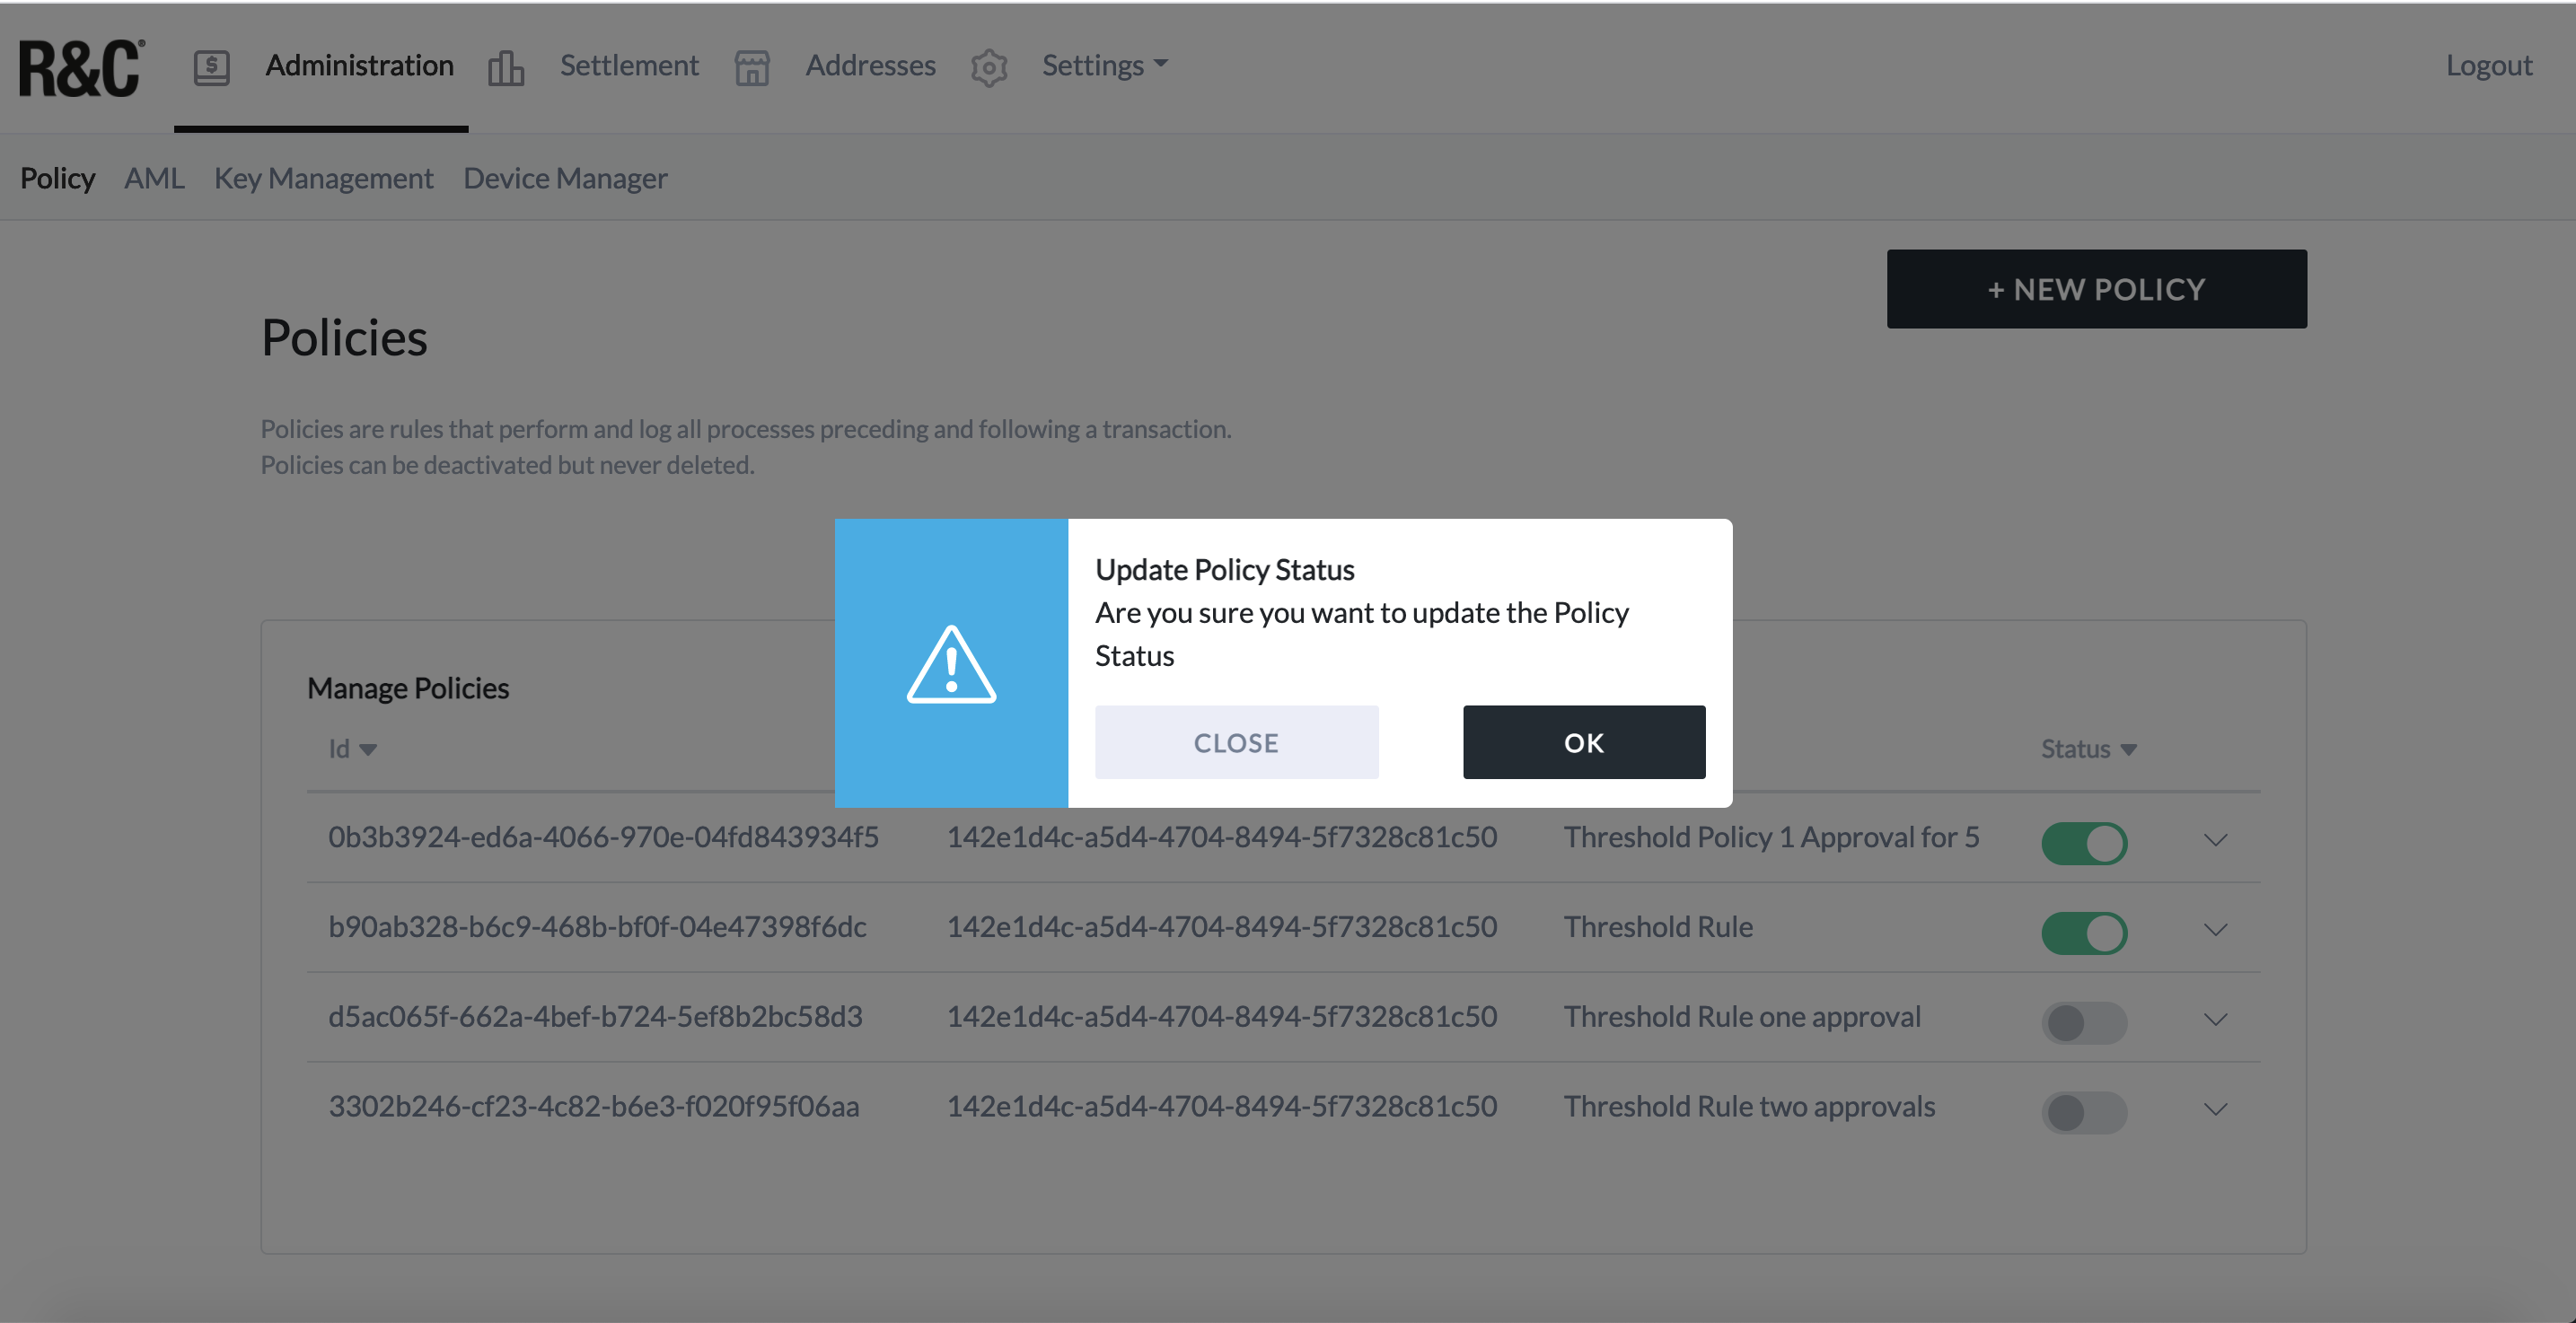 R&C®
Administration
Settlement
Addresses
Settings
Logout
Policy
AML
Key Management
Device Manager
+ NEW POLICY
Policies
Policies are rules that perform and log all processes preceding and following a transaction.
Policies can be deactivated but never deleted.
Update Policy Status
Are you sure you want to update the Policy
Status
CLOSE
OK
Manage Policies
Id
Status
0b3b3924-ed6a-4066-970e-04fd843934f5 142e1d4c-a5d4-4704-8494-5f7328c81c50 Threshold Policy 1 Approval for 5
b90ab328-b6c9-468b-bf0f-04e47398f6dc 142e1d4c-a5d4-4704-8494-5f7328c81c50 Threshold Rule
d5ac065f-662a-4bef-b724-5ef8b2bc58d3 142e1d4c-a5d4-4704-8494-5f7328c81c50 Threshold Rule one approval
3302b246-cf23-4c82-b6e3-f020f95f06aa 142e1d4c-a5d4-4704-8494-5f7328c81c50 Threshold Rule two approvals